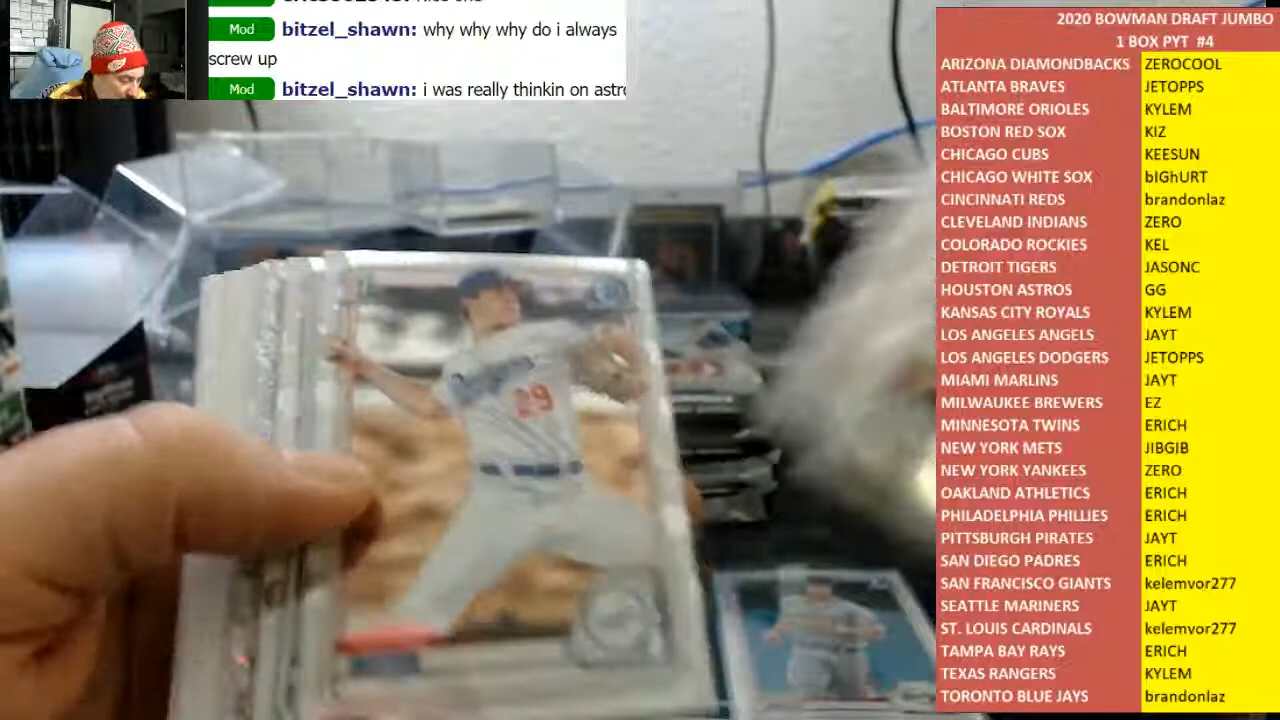 Mod bitzel_shawn: why why why do i always
screw up
Mod bitzel_shawn: i was really thinkin on astro
2020 BOWMAN DRAFT JUMBO
1 BOX PYT #4
ARIZONA DIAMONDBACKS ZEROCOOL
ATLANTA BRAVES JETOPPS
BALTIMORE ORIOLES KYLEM
BOSTON RED SOX KIZ
CHICAGO CUBS KEESUN
CHICAGO WHITE SOX bIGhURT
CINCINNATI REDS brandonlaz
CLEVELAND INDIANS ZERO
COLORADO ROCKIES KEL
DETROIT TIGERS JASONC
HOUSTON ASTROS GG
KANSAS CITY ROYALS KYLEM
LOS ANGELES ANGELS JAYT
LOS ANGELES DODGERS JETOPPS
MIAMI MARLINS JAYT
MILWAUKEE BREWERS EZ
MINNESOTA TWINS ERICH
NEW YORK METS JIBGIB
NEW YORK YANKEES ZERO
OAKLAND ATHLETICS ERICH
PHILADELPHIA PHILLIES ERICH
PITTSBURGH PIRATES JAYT
SAN DIEGO PADRES ERICH
SAN FRANCISCO GIANTS kelemvor277
SEATTLE MARINERS JAYT
ST. LOUIS CARDINALS kelemvor277
TAMPA BAY RAYS ERICH
TEXAS RANGERS KYLEM
TORONTO BLUE JAYS brandonlaz
29